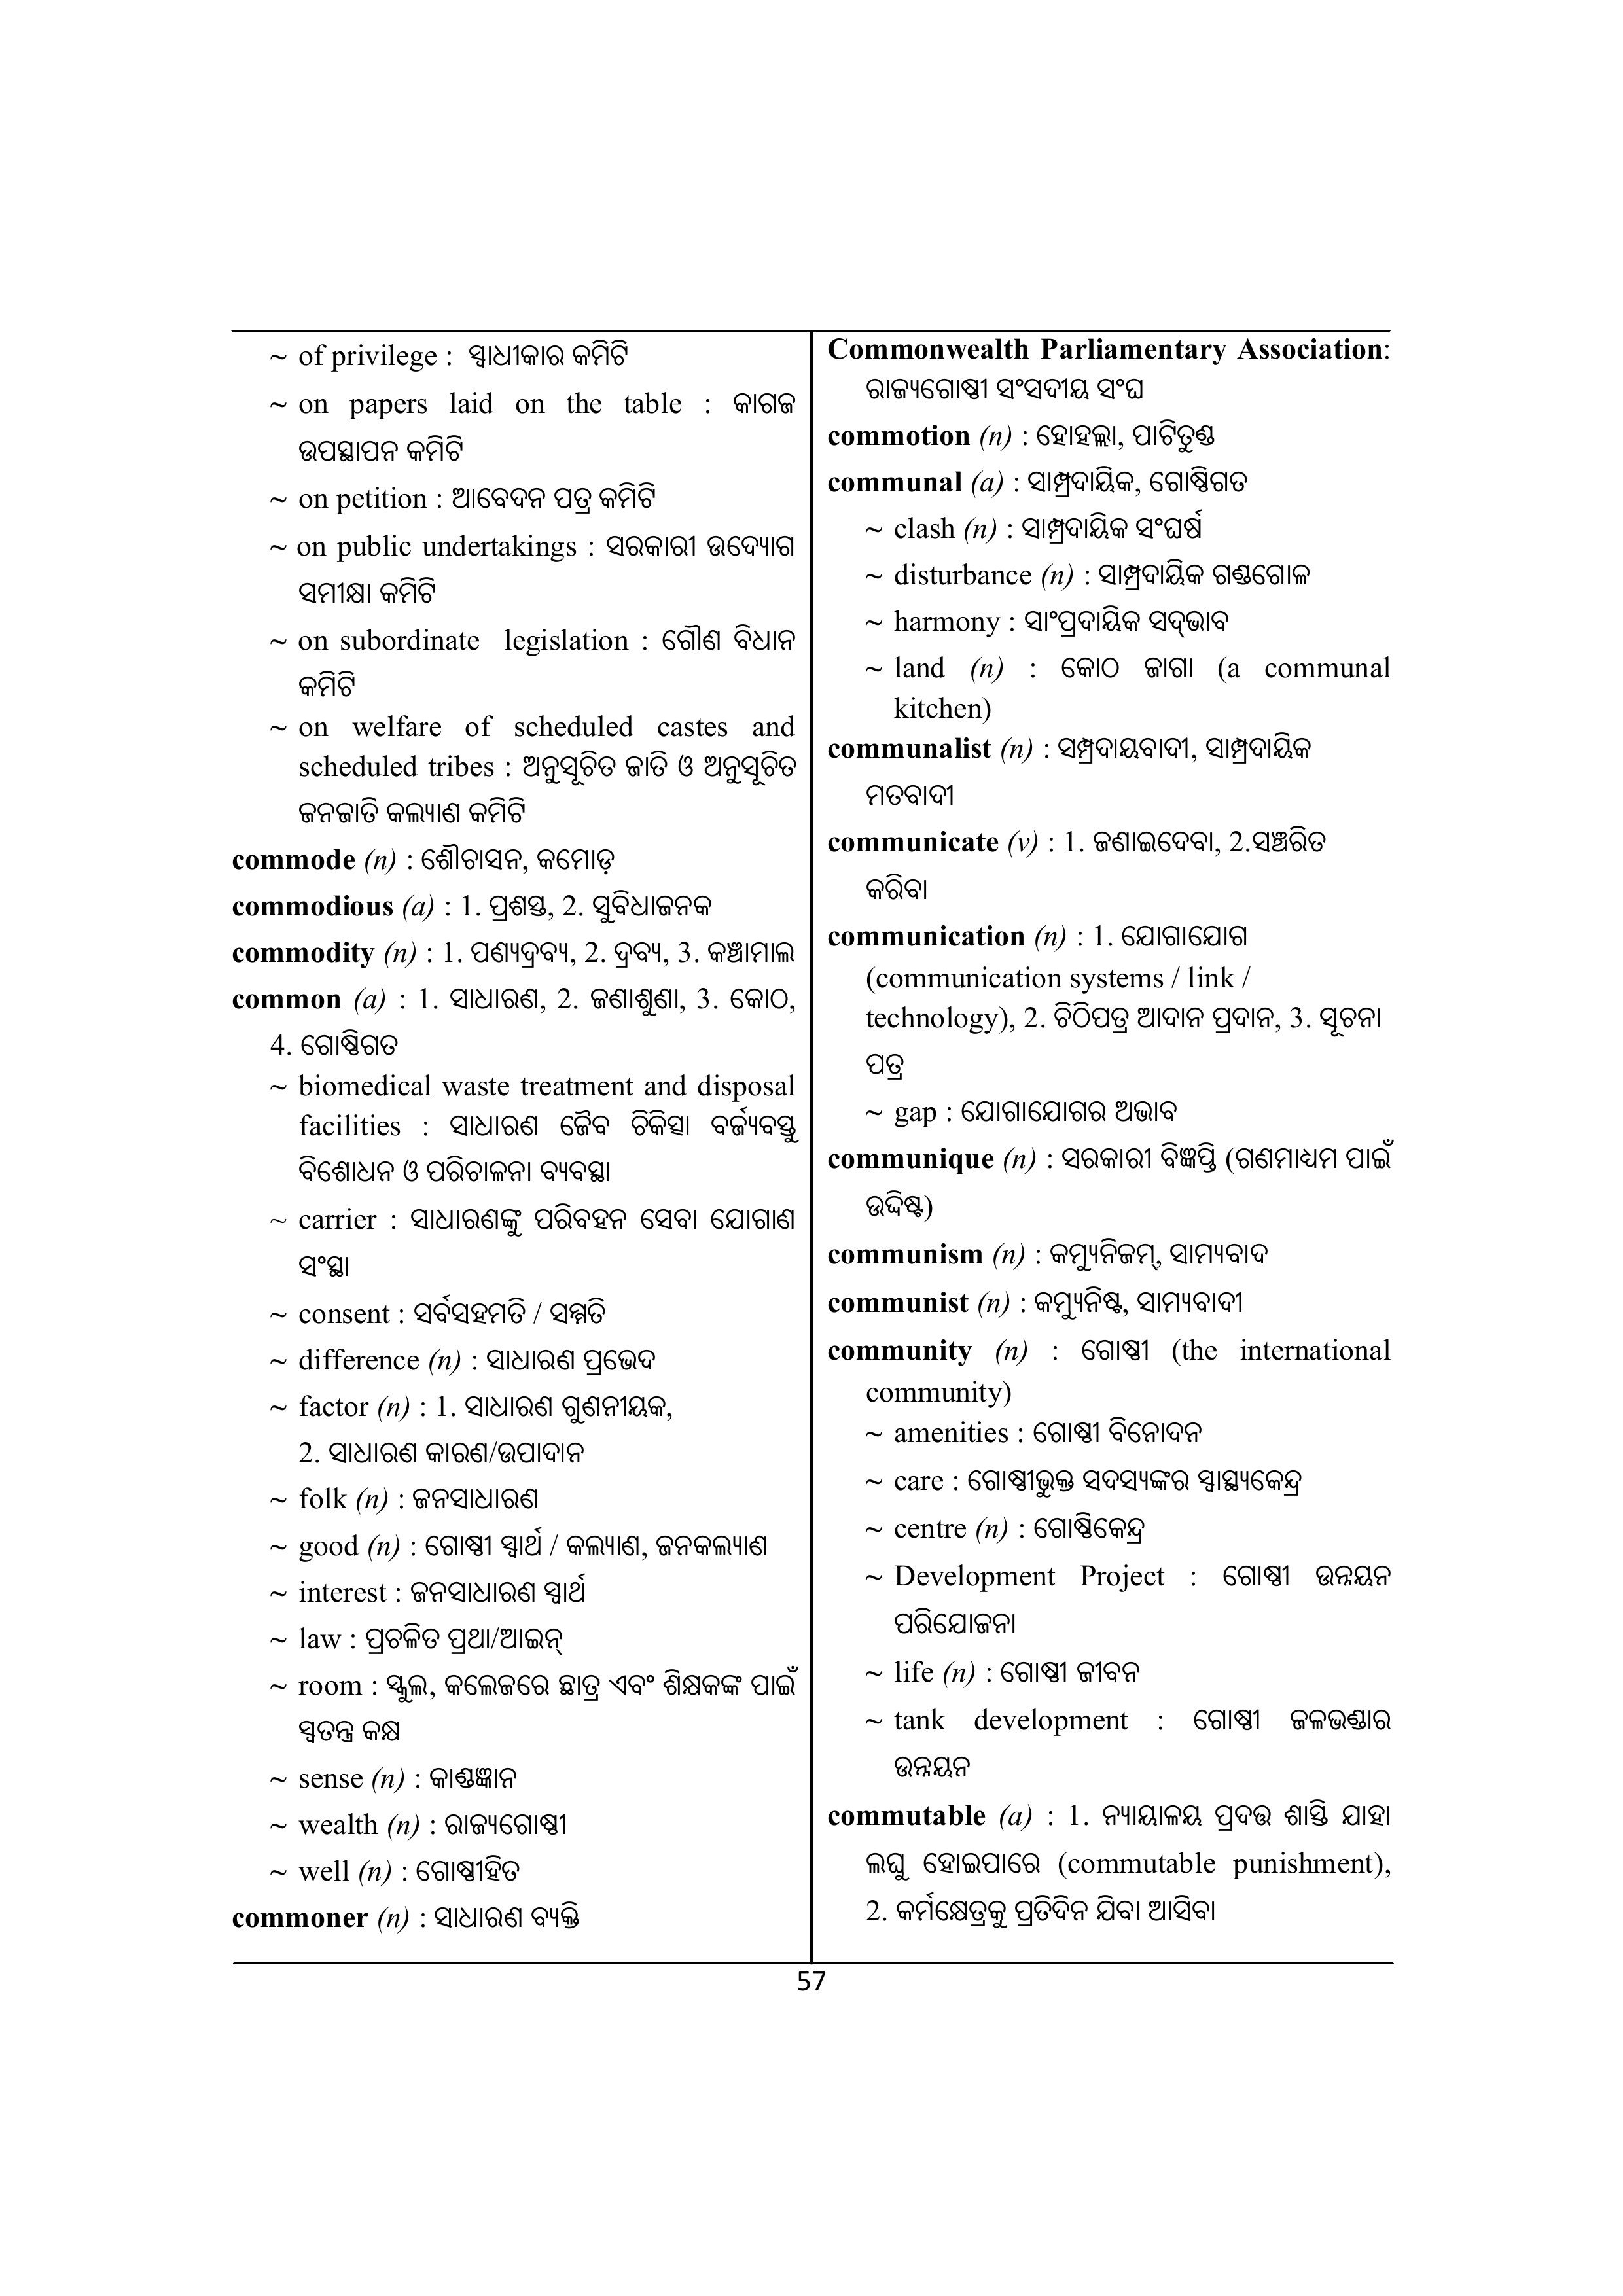 ~ of privilege :  ସ୍ୱାଧୀକାର କମିଟି
~ on papers laid on the table : କାଗଜ
ଉପସ୍ଥାପନ କମିଟି
~ on petition : ଆବେଦନ ପତ୍ର କମିଟି
~ on public undertakings : ସରକାରୀ ଉଦ୍ୟୋଗ
ସମୀକ୍ଷା କମିଟି
~ on subordinate  legislation : ଗୌଣ ବିଧାନ
କମିଟି
~ on welfare of scheduled castes and
scheduled tribes : ଅନୁସୂଚିତ ଜାତି ଓ ଅନୁସୂଚିତ
ଜନଜାତି କଲ୍ୟାଣ କମିଟି
commode (n) : ଶୌଚାସନ, କମୋଡ଼
commodious (a) : 1. ପ୍ରଶସ୍ତ, 2. ସୁବିଧାଜନକ
commodity (n) : 1. ପଣ୍ୟଦ୍ରବ୍ୟ, 2. ଦ୍ରବ୍ୟ, 3. କଞ୍ଚାମାଲ
common (a) : 1. ସାଧାରଣ, 2. ଜଣାଶୁଣା, 3. କୋଠ,
4. ଗୋଷ୍ଠିଗତ
~ biomedical waste treatment and disposal
facilities : ସାଧାରଣ ଜୈବ ଚିକିତ୍ସା ବର୍ଜ୍ୟବସ୍ତୁ
ବିଶୋଧନ ଓ ପରିଚାଳନା ବ୍ୟବସ୍ଥା
~ carrier : ସାଧାରଣଙ୍କୁ ପରିବହନ ସେବା ଯୋଗାଣ
ସଂସ୍ଥା
~ consent : ସର୍ବସହମତି / ସମ୍ମତି
~ difference (n) : ସାଧାରଣ ପ୍ରଭେଦ
~ factor (n) : 1. ସାଧାରଣ ଗୁଣନୀୟକ,
2. ସାଧାରଣ କାରଣ/ଉପାଦାନ
~ folk (n) : ଜନସାଧାରଣ
~ good (n) : ଗୋଷ୍ଠୀ ସ୍ୱାର୍ଥ / କଲ୍ୟାଣ, ଜନକଲ୍ୟାଣ
~ interest : ଜନସାଧାରଣ ସ୍ୱାର୍ଥ
~ law : ପ୍ରଚଳିତ ପ୍ରଥା/ଆଇନ୍
~ room : ସ୍କୁଲ, କଲେଜରେ ଛାତ୍ର ଏବଂ ଶିକ୍ଷକଙ୍କ ପାଇଁ
ସ୍ୱତନ୍ତ୍ର କକ୍ଷ
~ sense (n) : କାଣ୍ଡଜ୍ଞାନ
~ wealth (n) : ରାଜ୍ୟଗୋଷ୍ଠୀ
~ well (n) : ଗୋଷ୍ଠୀହିତ
commoner (n) : ସାଧାରଣ ବ୍ୟକ୍ତି
Commonwealth Parliamentary Association:
ରାଜ୍ୟଗୋଷ୍ଠୀ ସଂସଦୀୟ ସଂଘ
commotion (n) : ହୋହଲ୍ଲା, ପାଟିତୁଣ୍ଡ
communal (a) : ସାମ୍ପ୍ରଦାୟିକ, ଗୋଷ୍ଠିଗତ
~ clash (n) : ସାମ୍ପ୍ରଦାୟିକ ସଂଘର୍ଷ
~ disturbance (n) : ସାମ୍ପ୍ରଦାୟିକ ଗଣ୍ଡଗୋଳ
~ harmony : ସାଂପ୍ରଦାୟିକ ସଦ୍‌ଭାବ
~ land (n) : କୋଠ ଜାଗା (a communal
kitchen)
communalist (n) : ସମ୍ପ୍ରଦାୟବାଦୀ, ସାମ୍ପ୍ରଦାୟିକ
ମତବାଦୀ
communicate (v) : 1. ଜଣାଇଦେବା, 2.ସଞ୍ଚରିତ
କରିବା
communication (n) : 1. ଯୋଗାଯୋଗ
(communication systems / link /
technology), 2. ଚିଠିପତ୍ର ଆଦାନ ପ୍ରଦାନ, 3. ସୂଚନା
ପତ୍ର
~ gap : ଯୋଗାଯୋଗର ଅଭାବ
communique (n) : ସରକାରୀ ବିଜ୍ଞପ୍ତି (ଗଣମାଧ୍ୟମ ପାଇଁ
ଉଦ୍ଦିଷ୍ଟ)
communism (n) : କମ୍ୟୁନିଜମ୍, ସାମ୍ୟବାଦ
communist (n) : କମ୍ୟୁନିଷ୍ଟ, ସାମ୍ୟବାଦୀ
community (n) : ଗୋଷ୍ଠୀ (the international
community)
~ amenities : ଗୋଷ୍ଠୀ ବିନୋଦନ
~ care : ଗୋଷ୍ଠୀଭୁକ୍ତ ସଦସ୍ୟଙ୍କର ସ୍ୱାସ୍ଥ୍ୟକେନ୍ଦ୍ର
~ centre (n) : ଗୋଷ୍ଠିକେନ୍ଦ୍ର
~ Development Project : ଗୋଷ୍ଠୀ ଉନ୍ନୟନ
ପରିଯୋଜନା
~ life (n) : ଗୋଷ୍ଠୀ ଜୀବନ
~ tank development : ଗୋଷ୍ଠୀ ଜଳଭଣ୍ଡାର
ଉନ୍ନୟନ
commutable (a) : 1. ନ୍ୟାୟାଳୟ ପ୍ରଦତ୍ତ ଶାସ୍ତି ଯାହା
ଲଘୁ ହୋଇପାରେ (commutable punishment),
2. କର୍ମକ୍ଷେତ୍ରକୁ ପ୍ରତିଦିନ ଯିବା ଆସିବା
57